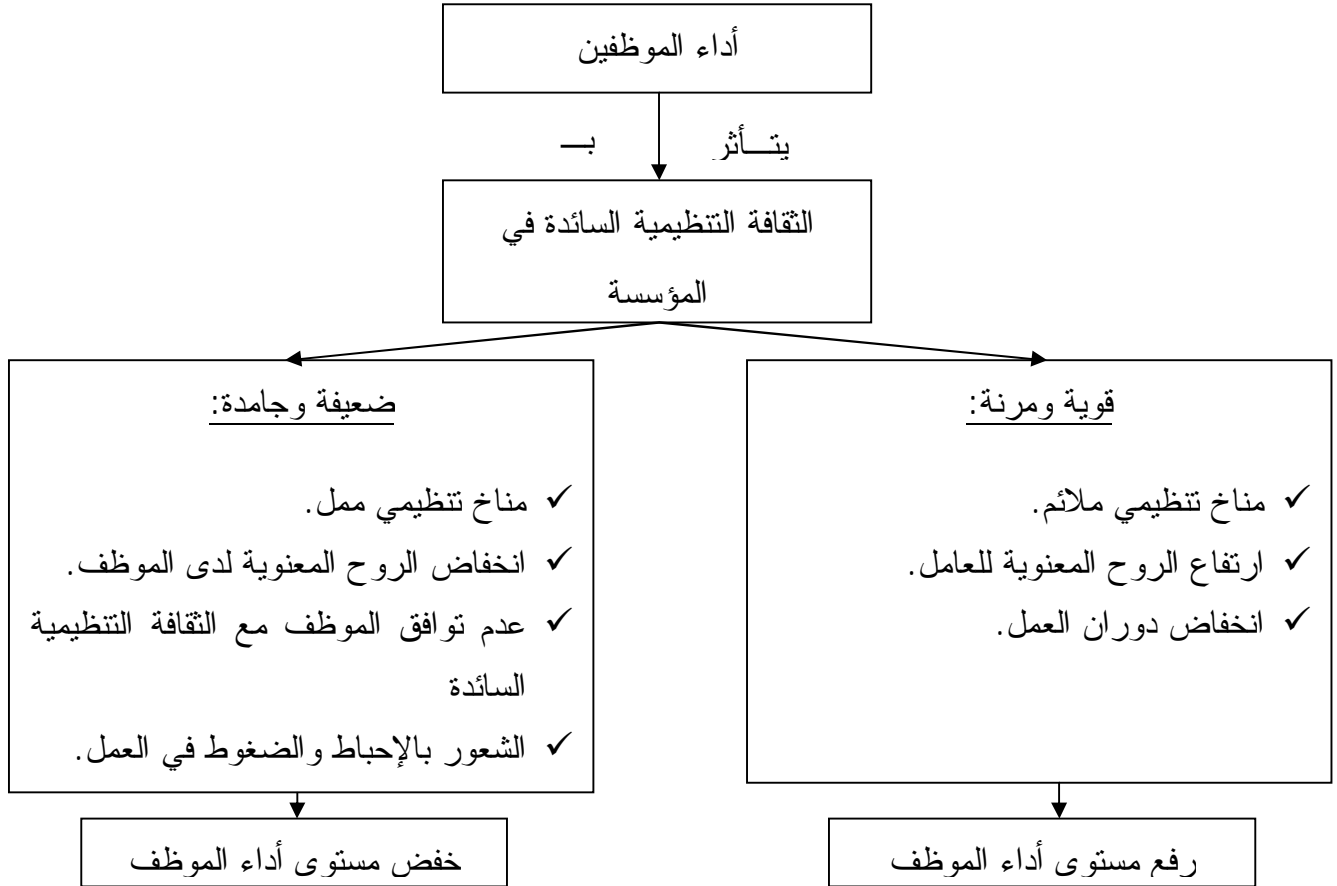 أداء الموظفين
يتـــأثر بـــ
الثقافة التنظيمية السائدة في
المؤسسة
قوية ومرنة:
✓ مناخ تنظيمي ملائم.
✓ ارتفاع الروح المعنوية للعامل.
✓ انخفاض دوران العمل.
رفع مستوى أداء الموظف
ضعيفة وجامدة:
✓ مناخ تنظيمي ممل.
✓ انخفاض الروح المعنوية لدى الموظف.
✓ عدم توافق الموظف مع الثقافة التنظيمية
السائدة
✓ الشعور بالإحباط والضغوط في العمل.
خفض مستوى أداء الموظف